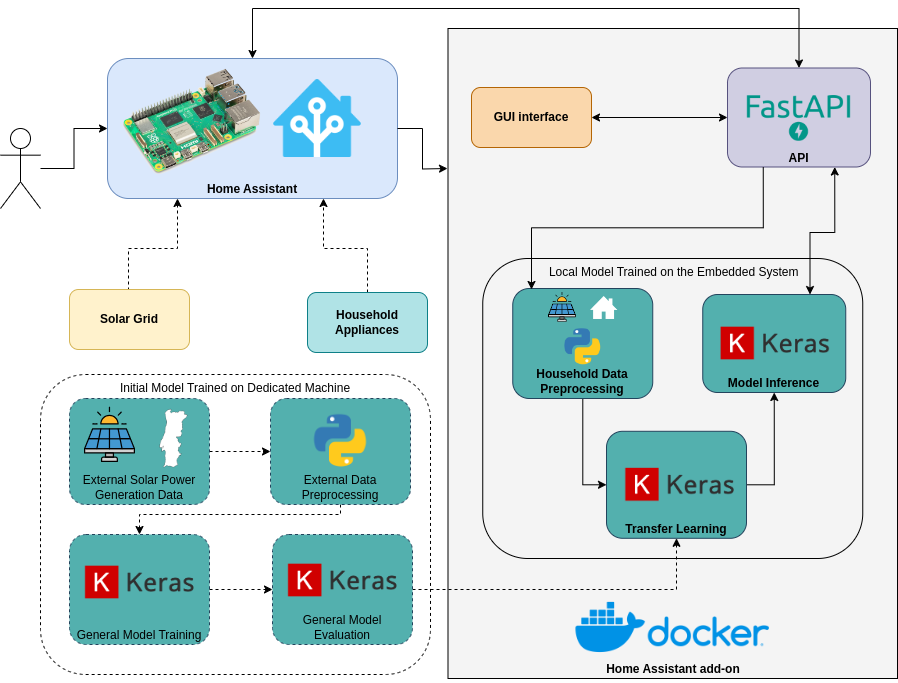 Home Assistant
GUI interface
FastAPI
API
Solar Grid
Household
Appliances
Local Model Trained on the Embedded System
Household Data
Preprocessing
Keras
Model Inference
Keras
Transfer Learning
Initial Model Trained on Dedicated Machine
External Solar Power
Generation Data
External Data
Preprocessing
K Keras
General Model Training
K Keras
General Model
Evaluation
docker
Home Assistant add-on